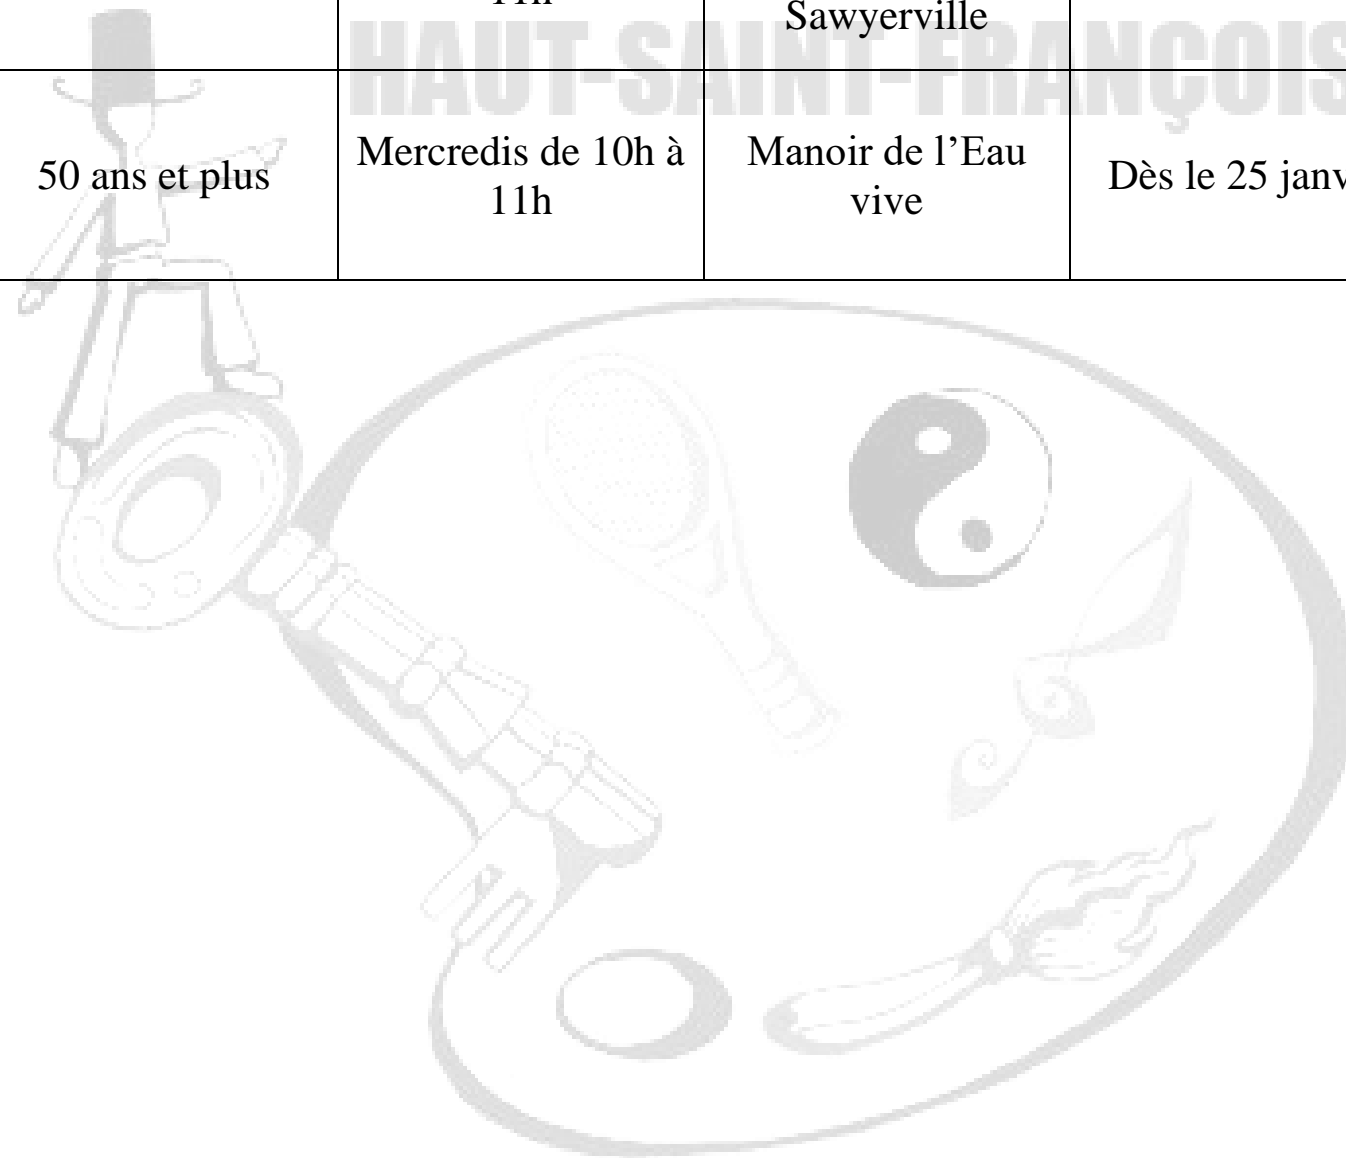 11h
Sawyerville
HAUT-SAINT-FRANÇOIS
50 ans et plus
Mercredis de 10h à
11h
Manoir de l’Eau
vive
Dès le 25 janv